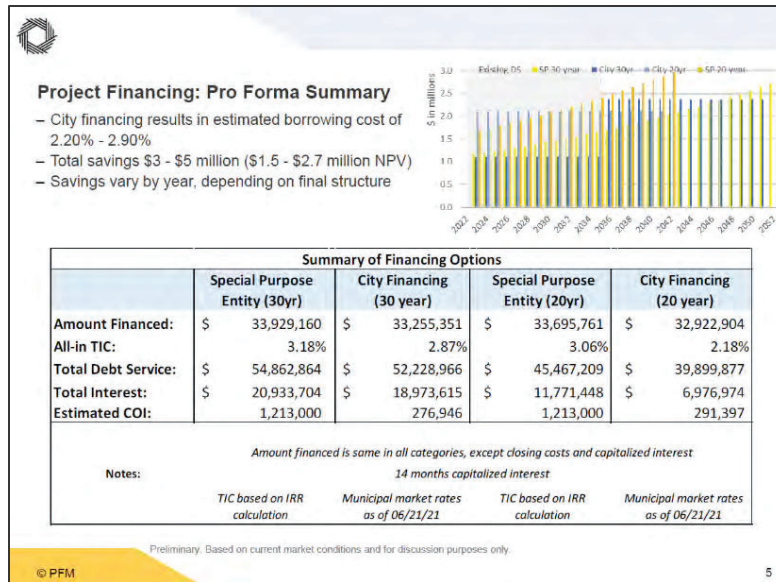 Project Financing: Pro Forma Summary
– City financing results in estimated borrowing cost of
2.20% - 2.90%
– Total savings $3 - $5 million ($1.5 - $2.7 million NPV)
– Savings vary by year, depending on final structure
Existing DS SP 30 year City 30yr City 20yr SP 20 year
$ in millions
3.0
2.5
2.0
1.5
1.0
0.5
0.0
2022 2024 2026 2028 2030 2032 2034 2036 2038 2040 2042 2044 2046 2048 2050 2052
Summary of Financing Options
Special Purpose City Financing Special Purpose City Financing
Entity (30yr) (30 year) Entity (20yr) (20 year)
Amount Financed: $ 33,929,160 $ 33,255,351 $ 33,695,761 $ 32,922,904
All-in TIC: 3.18% 2.87% 3.06% 2.18%
Total Debt Service: $ 54,862,864 $ 52,228,966 $ 45,467,209 $ 39,899,877
Total Interest: $ 20,933,704 $ 18,973,615 $ 11,771,448 $ 6,976,974
Estimated COI: 1,213,000 276,946 1,213,000 291,397
Amount financed is same in all categories, except closing costs and capitalized interest
Notes: 14 months capitalized interest
TIC based on IRR Municipal market rates TIC based on IRR Municipal market rates
calculation as of 06/21/21 calculation as of 06/21/21
Preliminary. Based on current market conditions and for discussion purposes only
© PFM
5